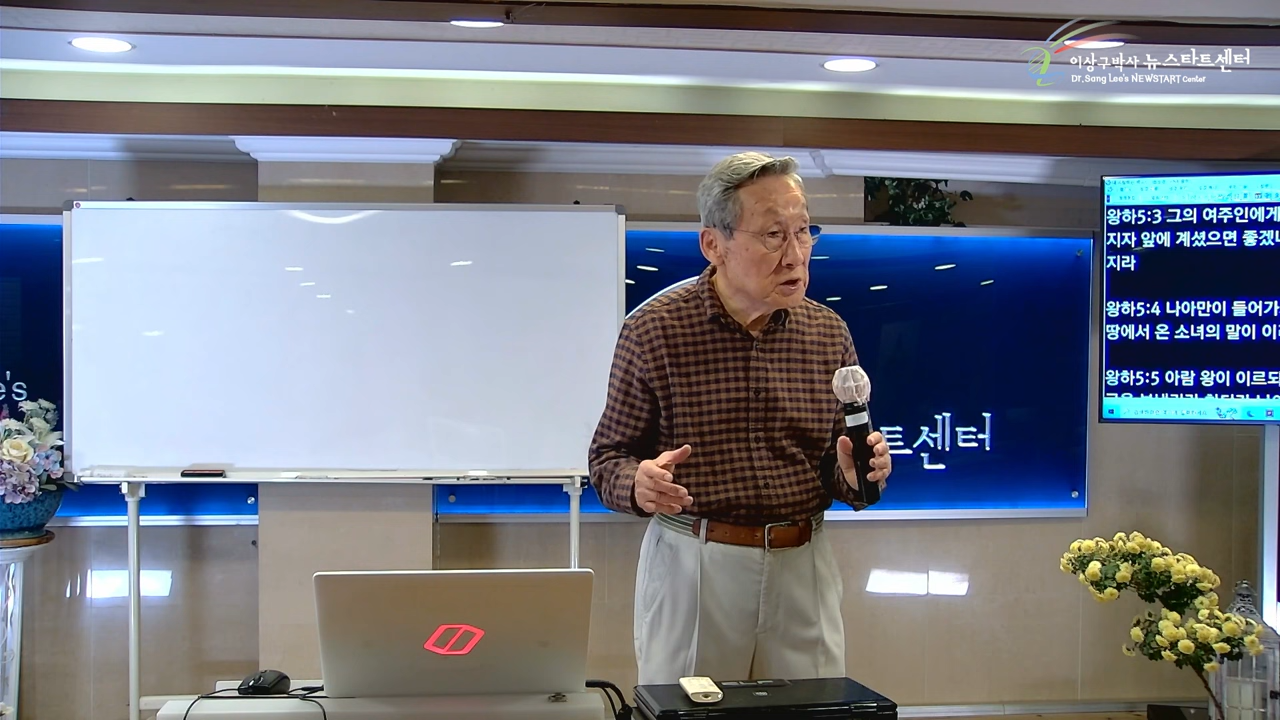 이상구박사 뉴스타트센터
Dr. Sang Lee's NEWSTART Center
왕하5:3 그의 여주인에게
지자 앞에 계셨으면 좋겠
지라
왕하5:4 나아만이 들어가
땅에서 온 소녀의 말이
왕하5:5 아람 왕이 이르되
e's
트센터